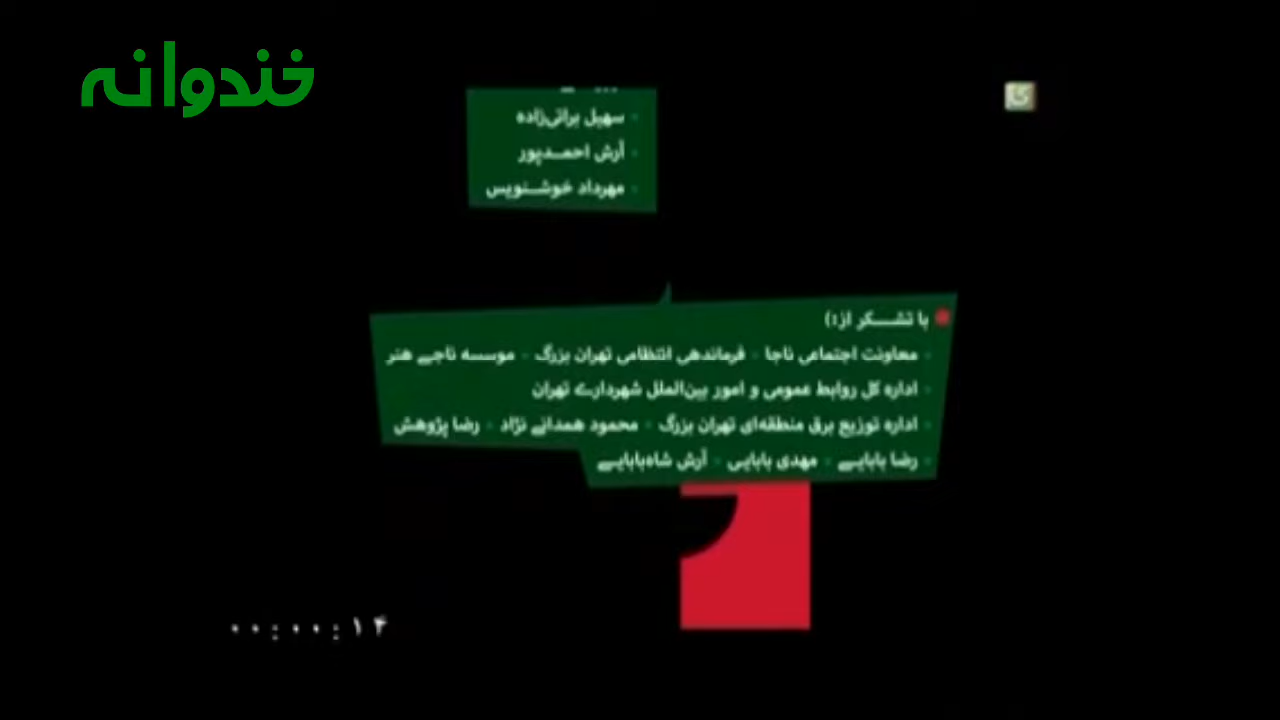 خندوانه
سهیل براتی‌زاده
آرش احمدپور
مهرداد خوشنویس
با تشکر از:)
معاونت اجتماعی ناجا فرماندهی انتظامی تهران بزرگ موسسه ناجی هنر
اداره کل روابط عمومی و امور بین‌الملل شهرداری تهران
اداره توزیع برق منطقه‌ای تهران بزرگ محمود همدانی نژاد رضا پژوهش
رضا بابایی مهدی بابایی آرش شاه‌بابایی
۰۰:۰۰:۱۴